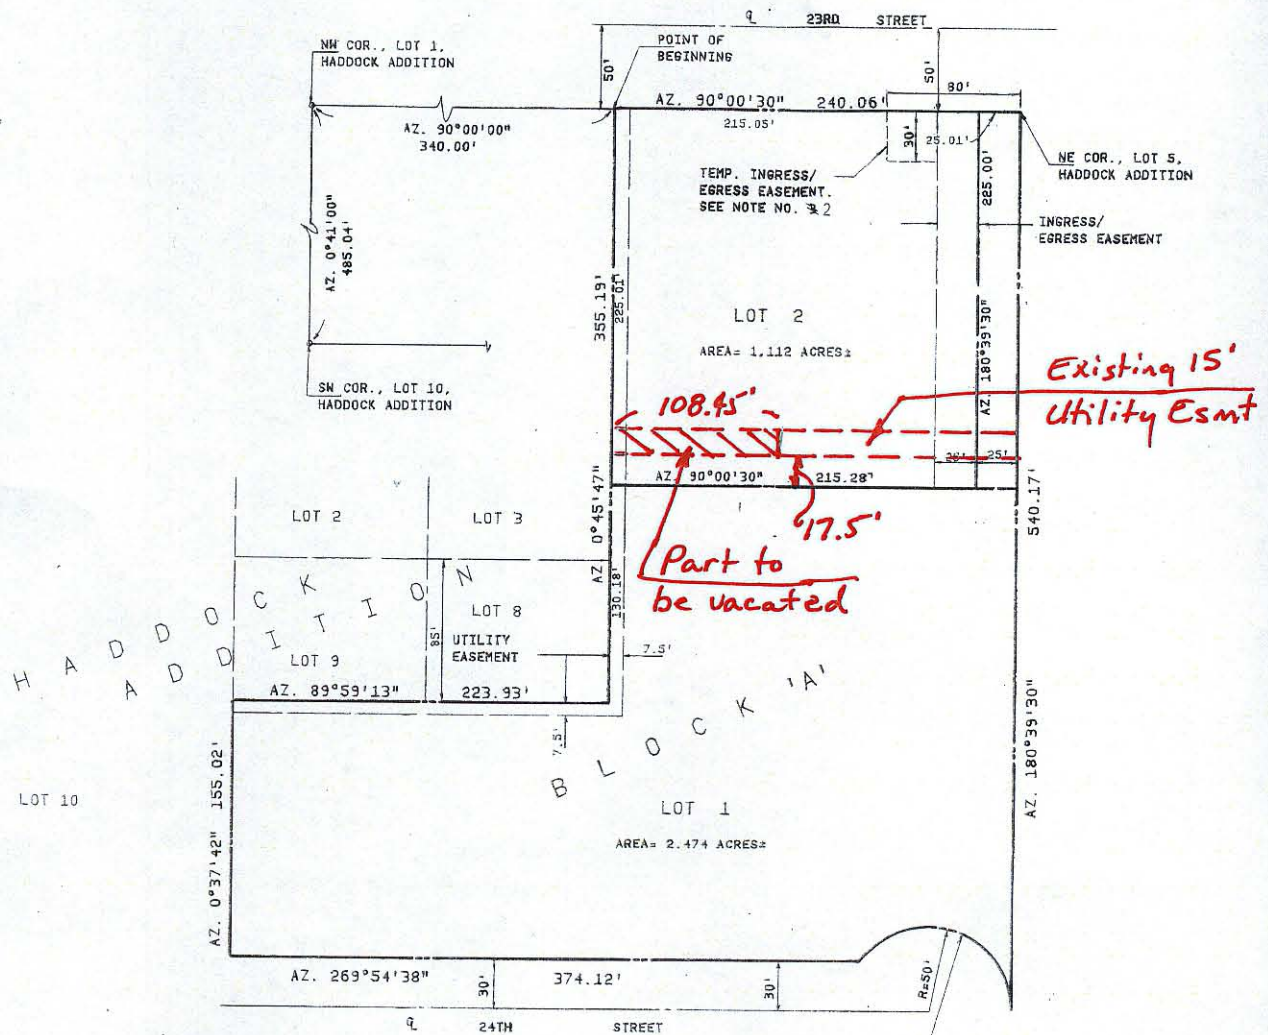 ℄ 23RD STREET
NW COR., LOT 1,
HADDOCK ADDITION
POINT OF
BEGINNING
50'
50'
80'
AZ. 90°00'30" 240.06'
AZ. 90°00'00"
340.00'
215.05'
30'
25.01'
NE COR., LOT 5,
HADDOCK ADDITION
TEMP. INGRESS/
EGRESS EASEMENT.
SEE NOTE NO. 2
225.00'
INGRESS/
EGRESS EASEMENT
AZ. 0°41'00"
485.04'
355.19'
225.01'
LOT 2
AREA= 1.112 ACRES±
AZ. 180°39'30"
SW COR., LOT 10,
HADDOCK ADDITION
Existing 15'
Utility Esmt
108.45'
25'
AZ. 90°00'30" 215.28'
17.5'
Part to
be vacated
AZ 0°45'47"
540.17'
LOT 2
LOT 3
130.18'
HADDOCK
ADDITION
LOT 8
85'
UTILITY
EASEMENT
7.5'
LOT 9
AZ. 89°59'13" 223.93'
7.5'
BLOCK 'A'
AZ. 180°39'30"
LOT 10
AZ. 0°37'42" 155.02'
LOT 1
AREA= 2.474 ACRES±
R=50'
AZ. 269°54'38" 374.12'
30'
30'
℄ 24TH STREET